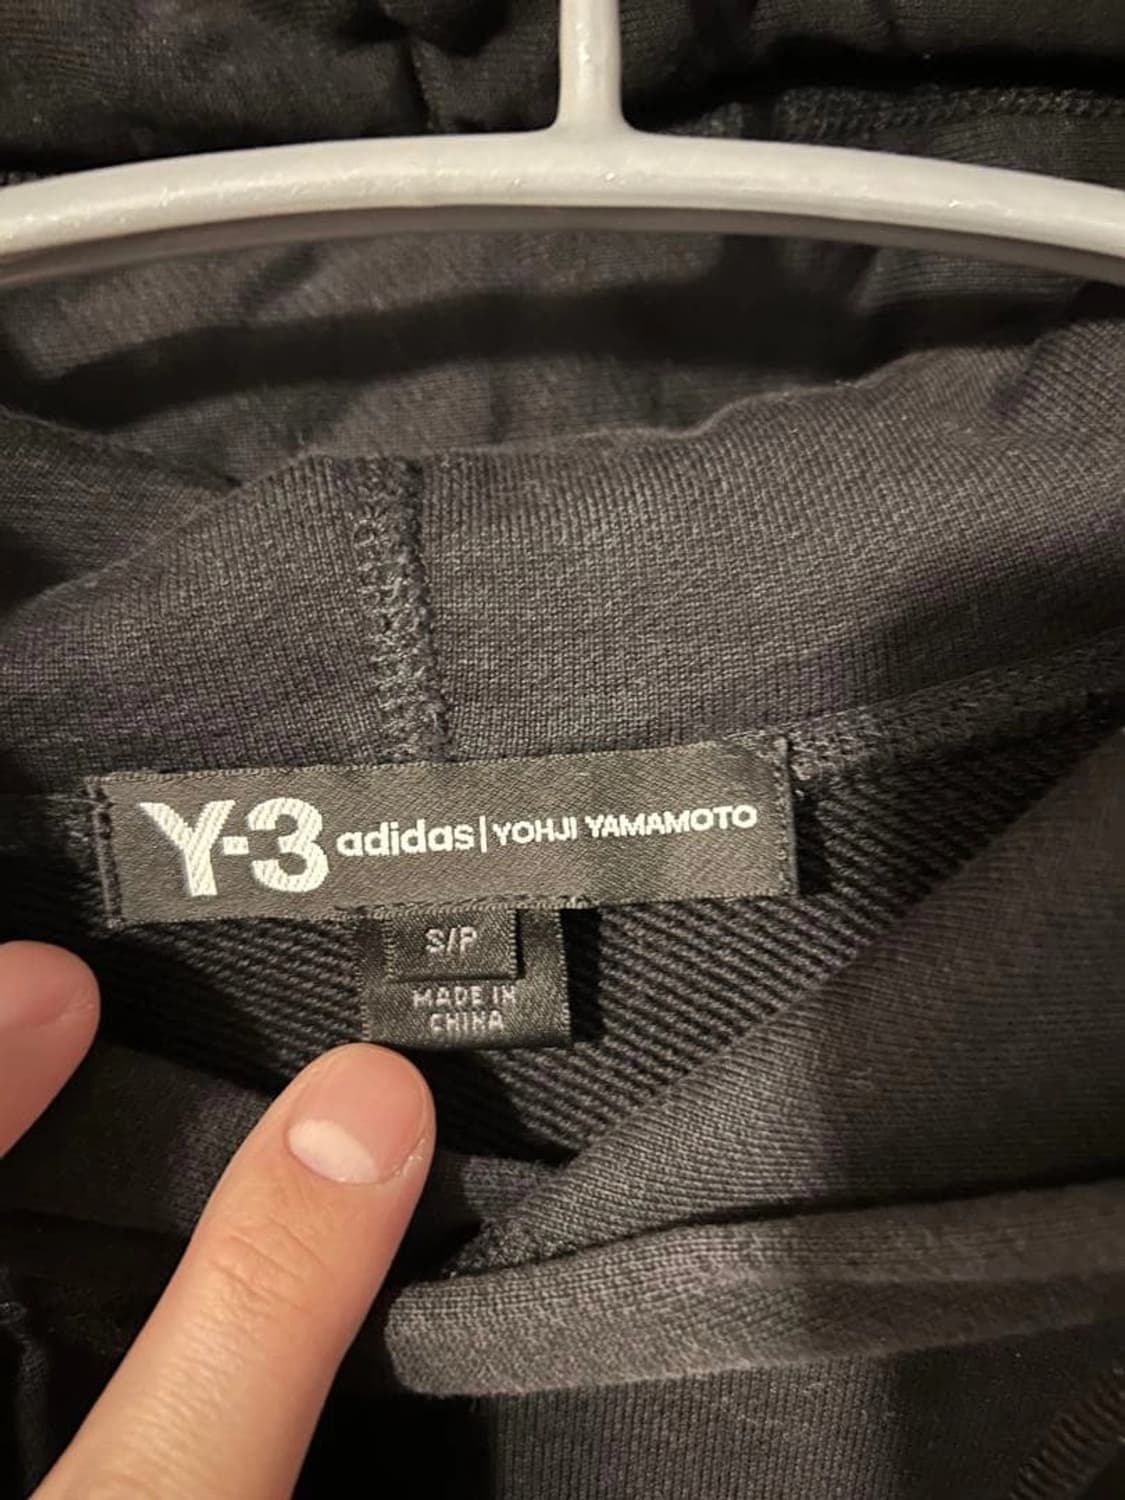 Y-3 adidas | YOHJI YAMAMOTO
S/P
MADE IN
CHINA